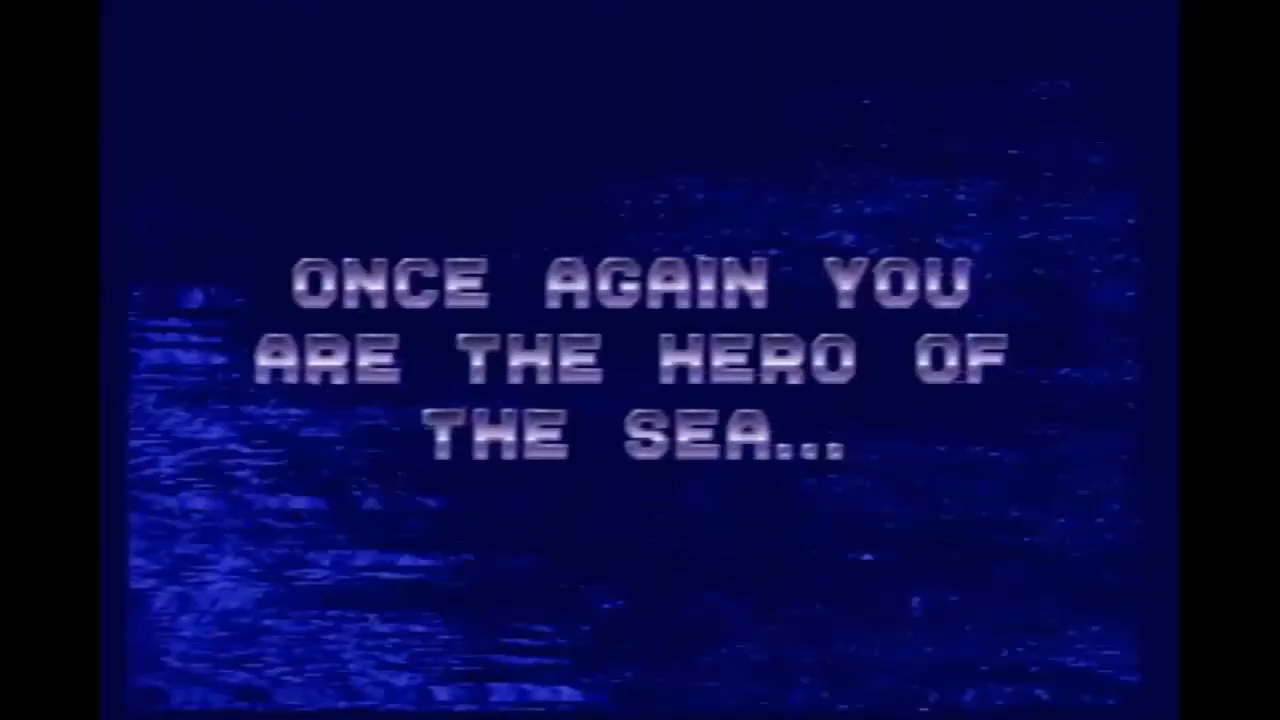 ONCE AGAIN YOU
ARE THE HERO OF
THE SEA...